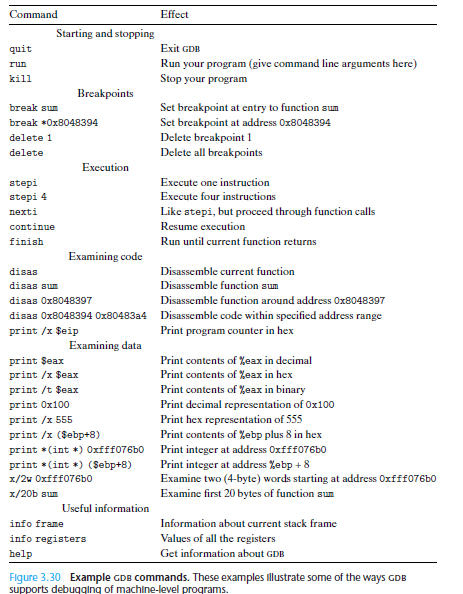 Command Effect
Starting and stopping
quit Exit GDB
run Run your program (give command line arguments here)
kill Stop your program
Breakpoints
break sum Set breakpoint at entry to function sum
break *0x8048394 Set breakpoint at address 0x8048394
delete 1 Delete breakpoint 1
delete Delete all breakpoints
Execution
stepi Execute one instruction
stepi 4 Execute four instructions
nexti Like stepi, but proceed through function calls
continue Resume execution
finish Run until current function returns
Examining code
disas Disassemble current function
disas sum Disassemble function sum
disas 0x8048397 Disassemble function around address 0x8048397
disas 0x8048394 0x80483a4 Disassemble code within specified address range
print /x $eip Print program counter in hex
Examining data
print $eax Print contents of %eax in decimal
print /x $eax Print contents of %eax in hex
print /t $eax Print contents of %eax in binary
print 0x100 Print decimal representation of 0x100
print /x 555 Print hex representation of 555
print /x ($ebp+8) Print contents of %ebp plus 8 in hex
print *(int *) 0xfff076b0 Print integer at address 0xfff076b0
print *(int *) ($ebp+8) Print integer at address %ebp + 8
x/2w 0xfff076b0 Examine two (4-byte) words starting at address 0xfff076b0
x/20b sum Examine first 20 bytes of function sum
Useful information
info frame Information about current stack frame
info registers Values of all the registers
help Get information about GDB
Figure 3.30 Example GDB commands. These examples illustrate some of the ways GDB
supports debugging of machine-level programs.